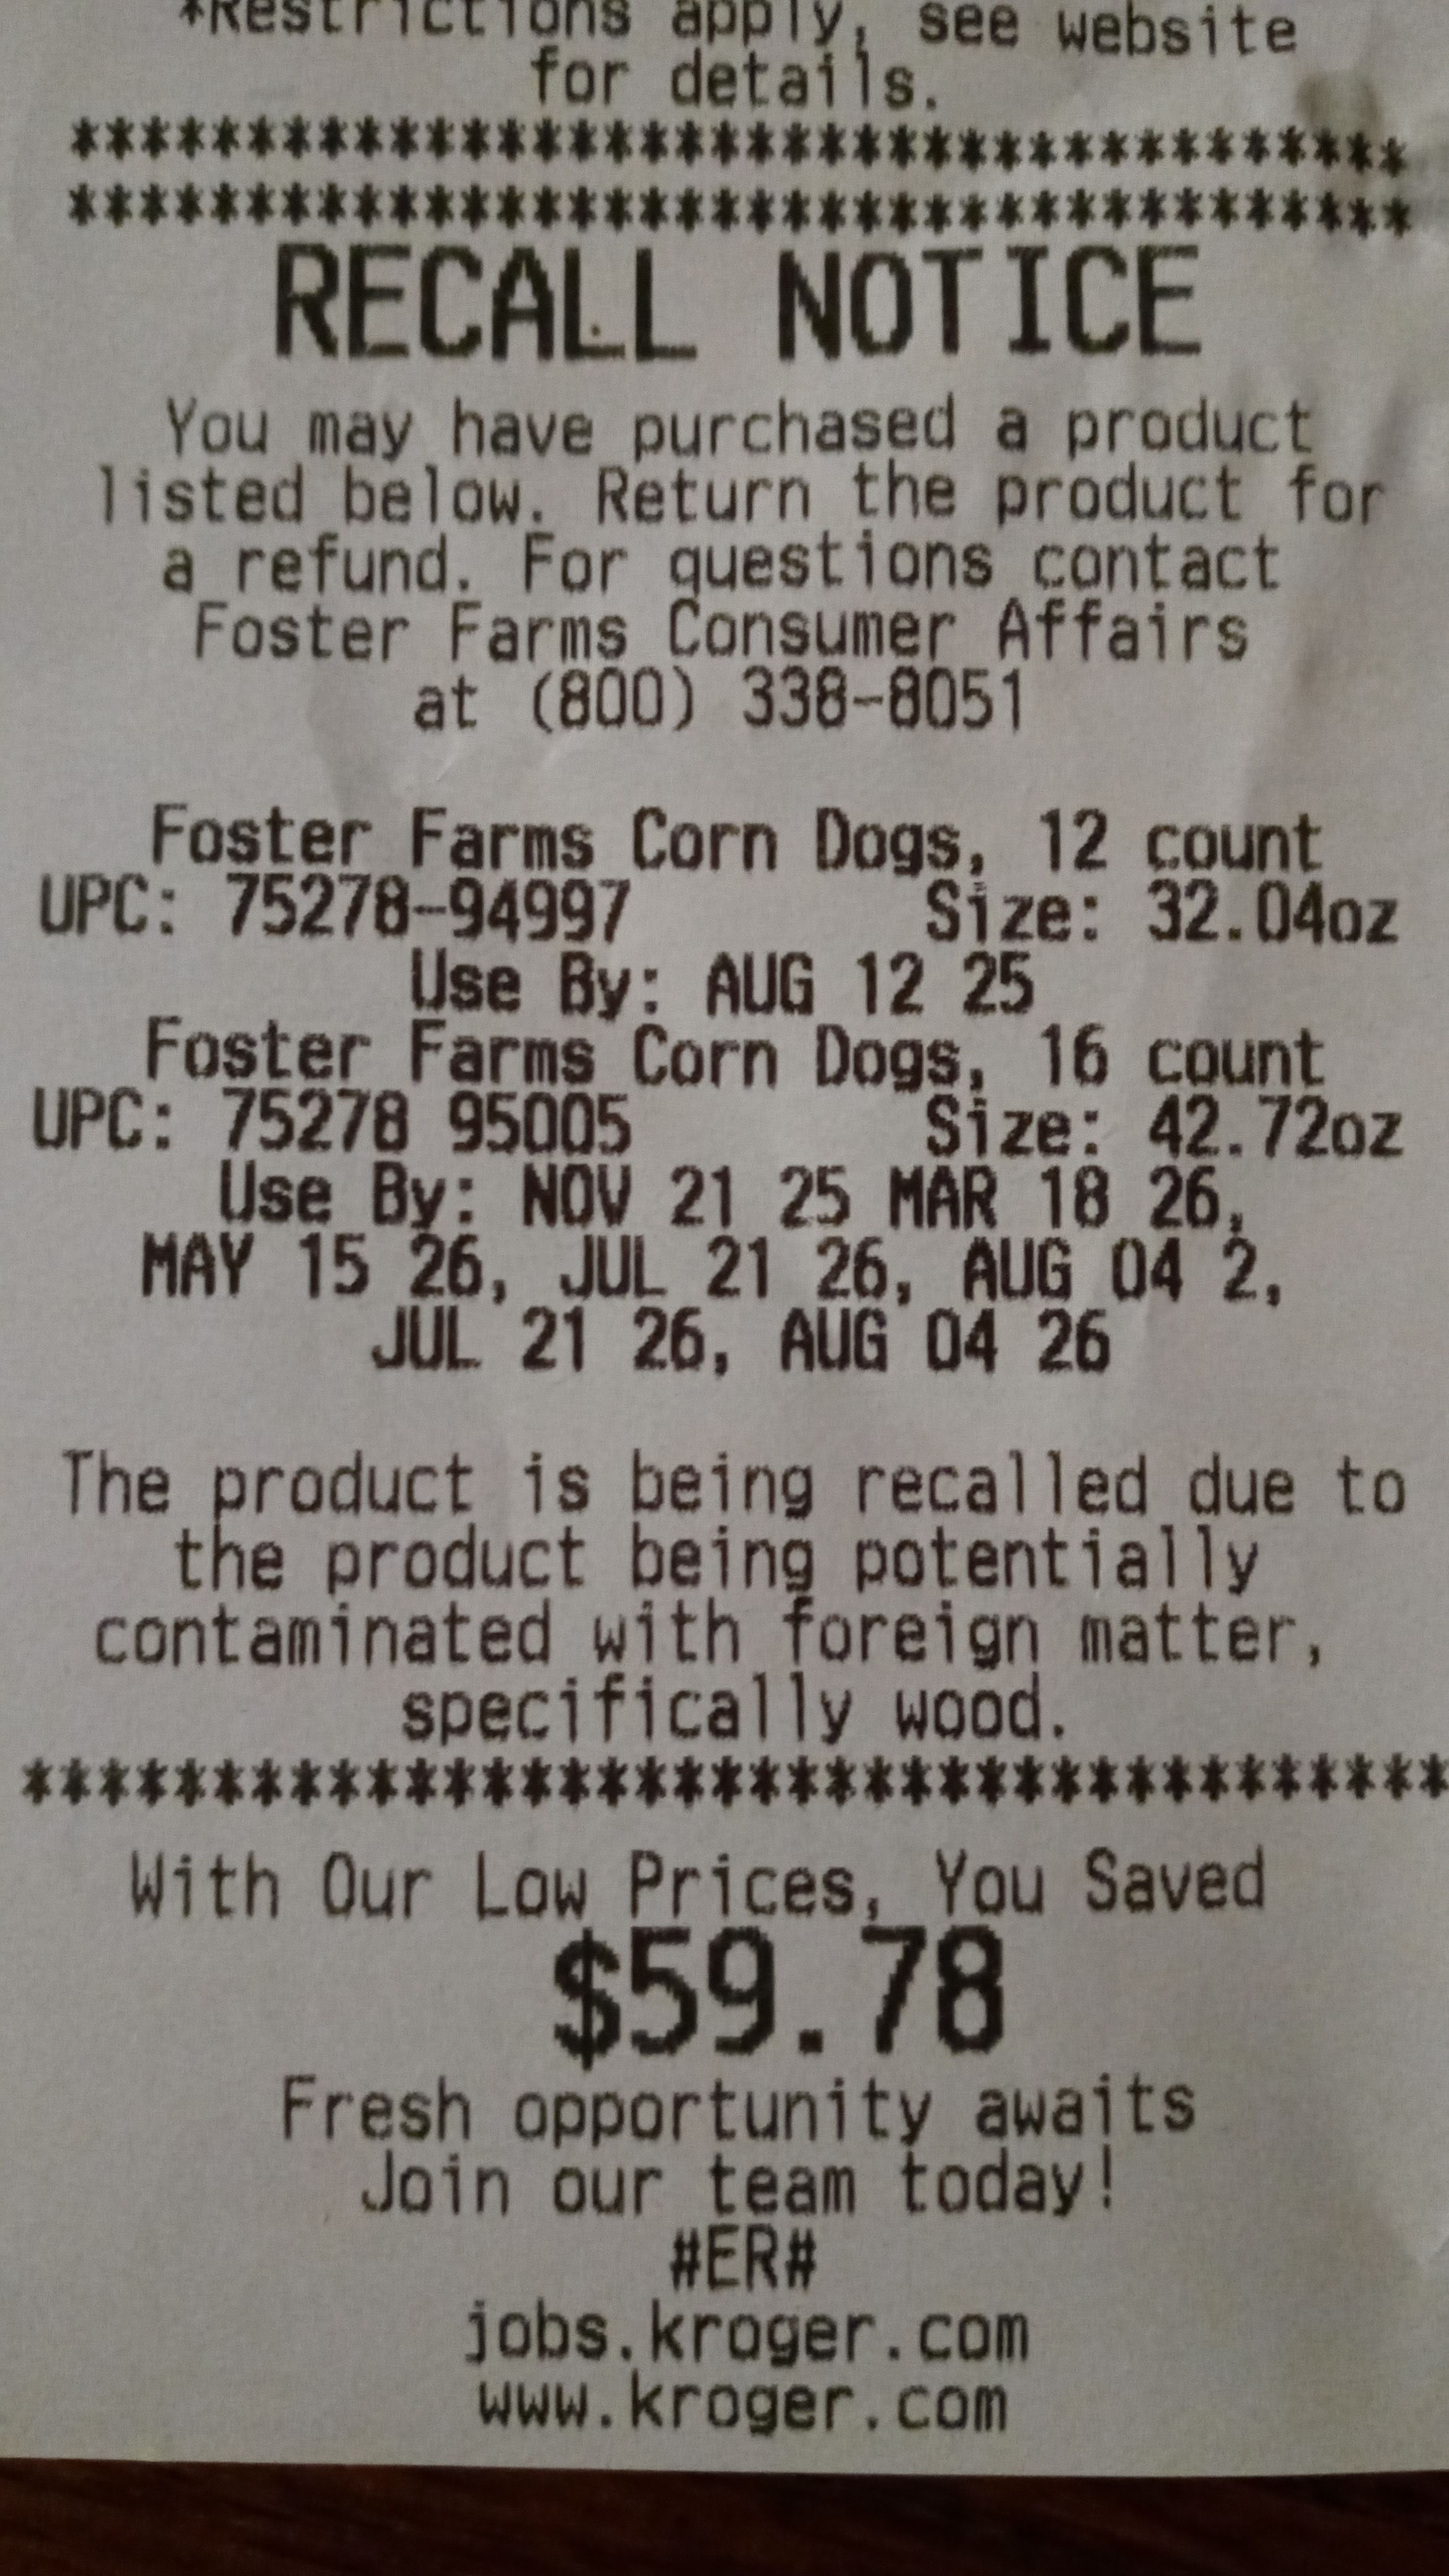 *Restrictions apply, see website
for details.
**************************************
**************************************
RECALL NOTICE
You may have purchased a product
listed below. Return the product for
a refund. For questions contact
Foster Farms Consumer Affairs
at (800) 338-8051
Foster Farms Corn Dogs, 12 count
UPC: 75278-94997 Size: 32.04oz
Use By: AUG 12 25
Foster Farms Corn Dogs, 16 count
UPC: 75278 95005 Size: 42.72oz
Use By: NOV 21 25 MAR 18 26,
MAY 15 26, JUL 21 26, AUG 04 2,
JUL 21 26, AUG 04 26
The product is being recalled due to
the product being potentially
contaminated with foreign matter,
specifically wood.
**************************************
With Our Low Prices, You Saved
$59.78
Fresh opportunity awaits
Join our team today!
#ER#
jobs.kroger.com
www.kroger.com